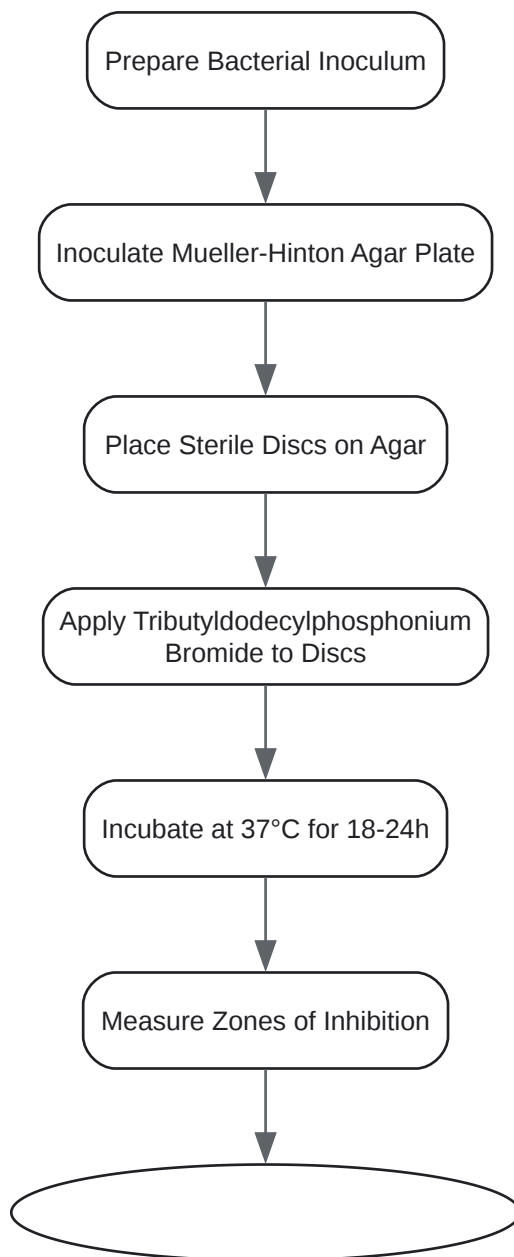 Prepare Bacterial Inoculum
Inoculate Mueller-Hinton Agar Plate
Place Sterile Discs on Agar
Apply Tributyldodecylphosphonium
Bromide to Discs
Incubate at 37°C for 18-24h
Measure Zones of Inhibition